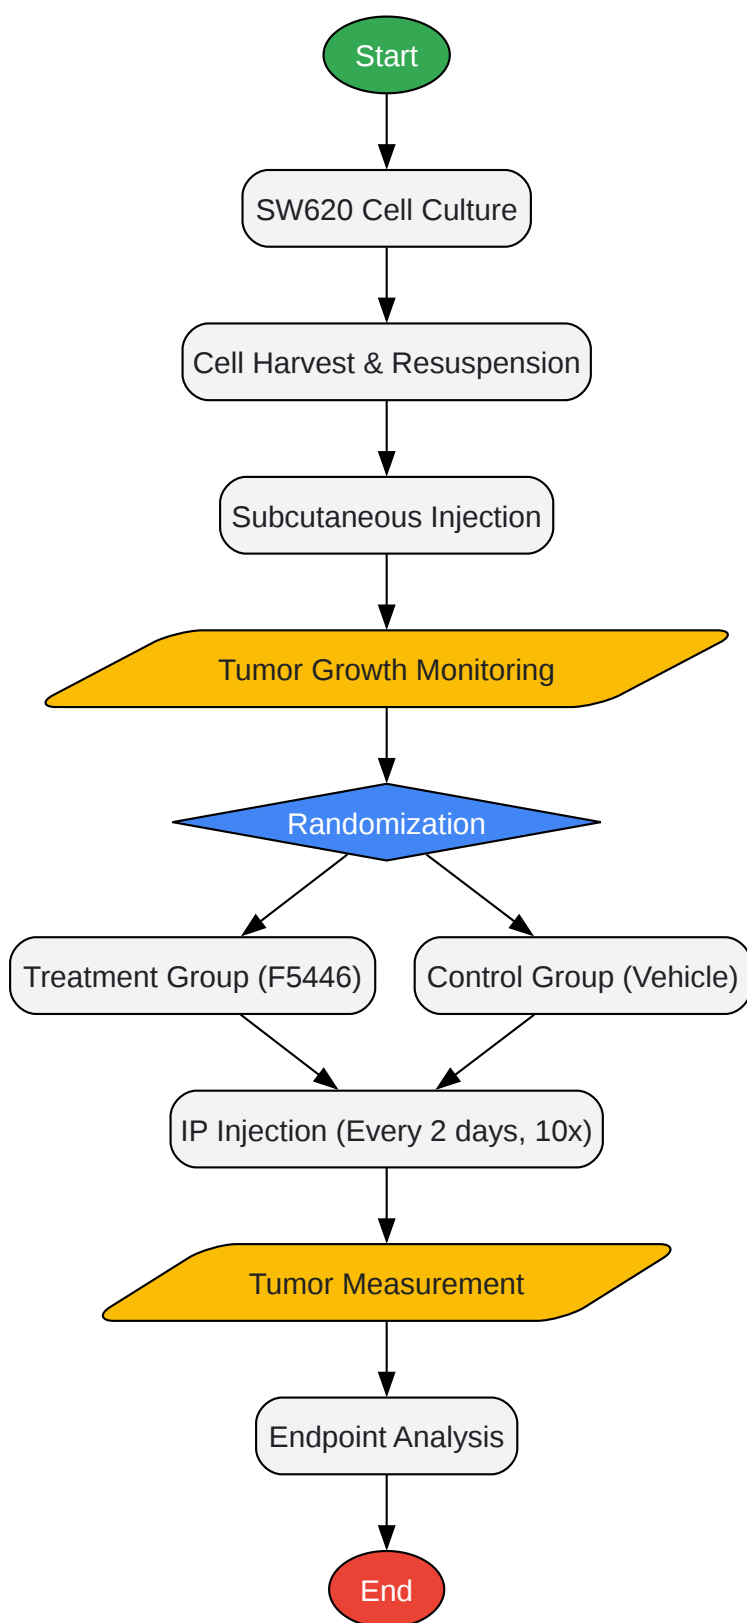 Start
SW620 Cell Culture
Cell Harvest & Resuspension
Subcutaneous Injection
Tumor Growth Monitoring
Randomization
Treatment Group (F5446)
Control Group (Vehicle)
IP Injection (Every 2 days, 10x)
Tumor Measurement
Endpoint Analysis
End